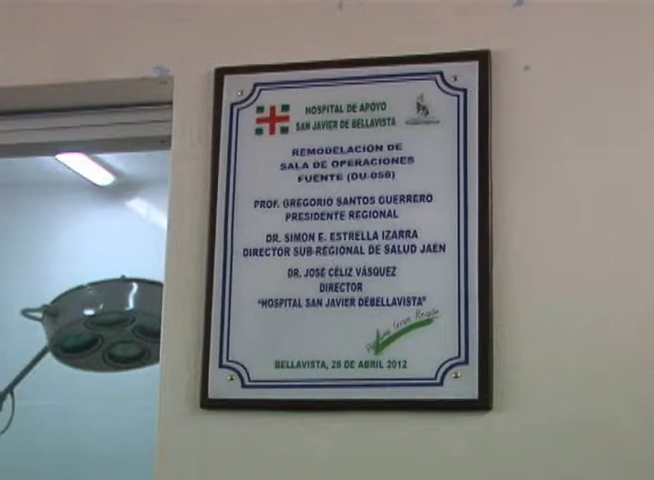 HOSPITAL DE APOYO
SAN JAVIER DE BELLAVISTA
REMODELACION DE
SALA DE OPERACIONES
FUENTE (DU-058)
PROF. GREGORIO SANTOS GUERRERO
PRESIDENTE REGIONAL
DR. SIMON E. ESTRELLA IZARRA
DIRECTOR SUB-REGIONAL DE SALUD JAEN
DR. JOSÉ CÉLIZ VÁSQUEZ
DIRECTOR
"HOSPITAL SAN JAVIER DEBELLAVISTA"
BELLAVISTA, 28 DE ABRIL 2012